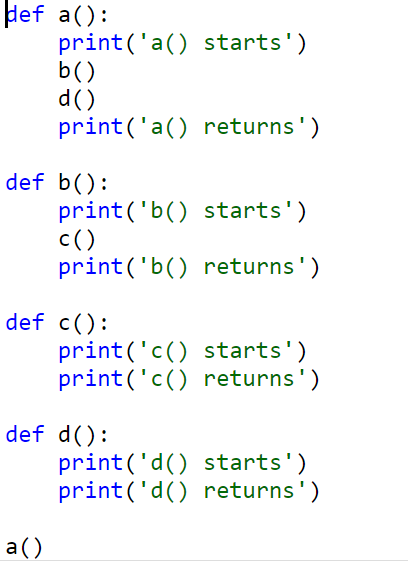 def a():
    print('a() starts')
    b()
    d()
    print('a() returns')

def b():
    print('b() starts')
    c()
    print('b() returns')

def c():
    print('c() starts')
    print('c() returns')

def d():
    print('d() starts')
    print('d() returns')

a()